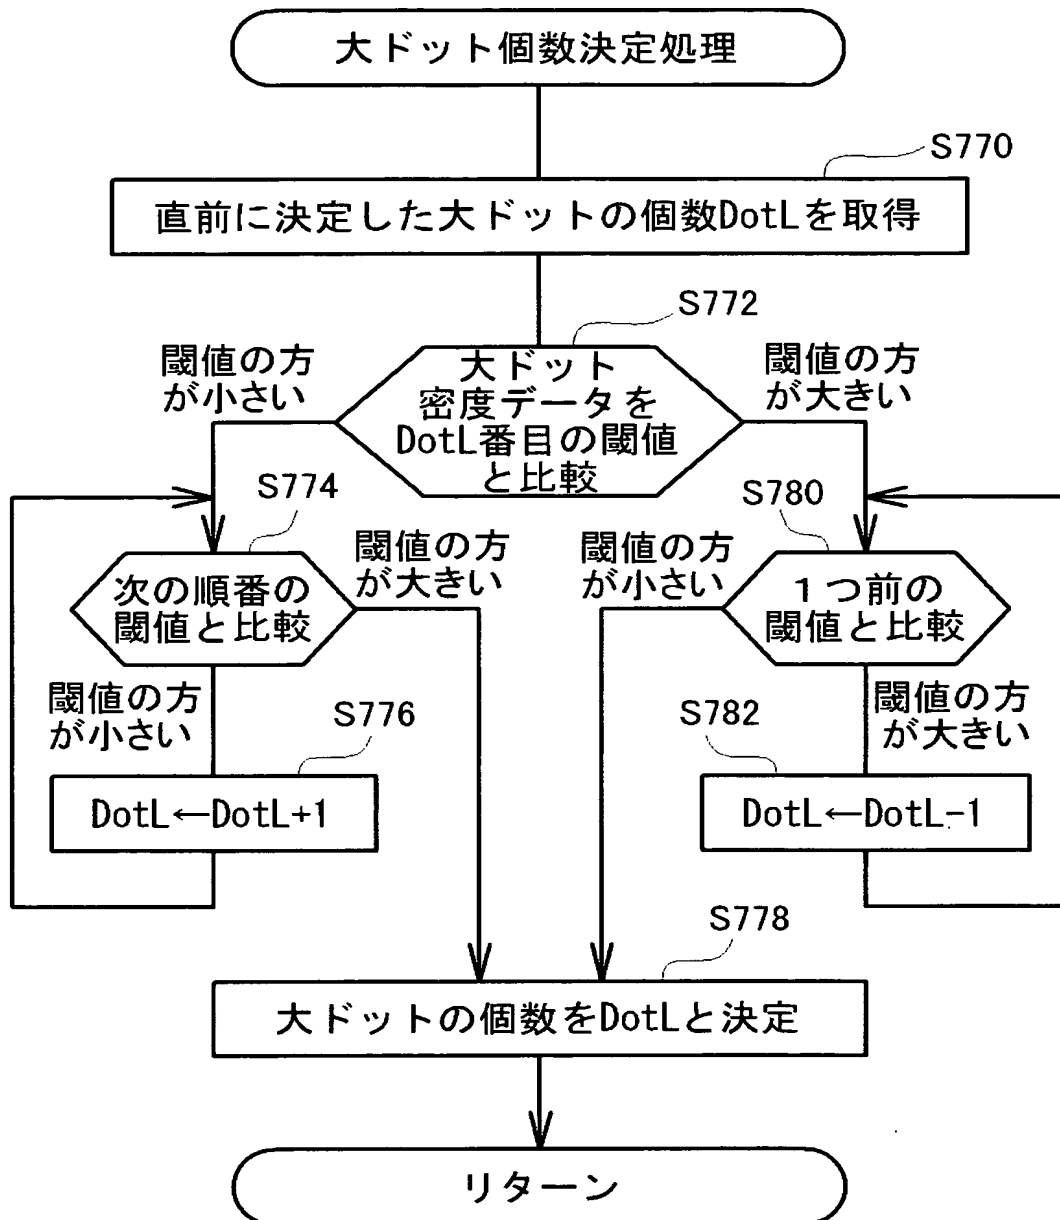 大ドット個数決定処理
S770
直前に決定した大ドットの個数DotLを取得
S772
閾値の方
が小さい
大ドット
密度データを
DotL番目の閾値
と比較
閾値の方
が大きい
S774
次の順番の
閾値と比較
閾値の方
が大きい
閾値の方
が小さい
S780
1つ前の
閾値と比較
閾値の方
が小さい
S776
DotL←DotL+1
閾値の方
が大きい
S782
DotL←DotL-1
S778
大ドットの個数をDotLと決定
リターン